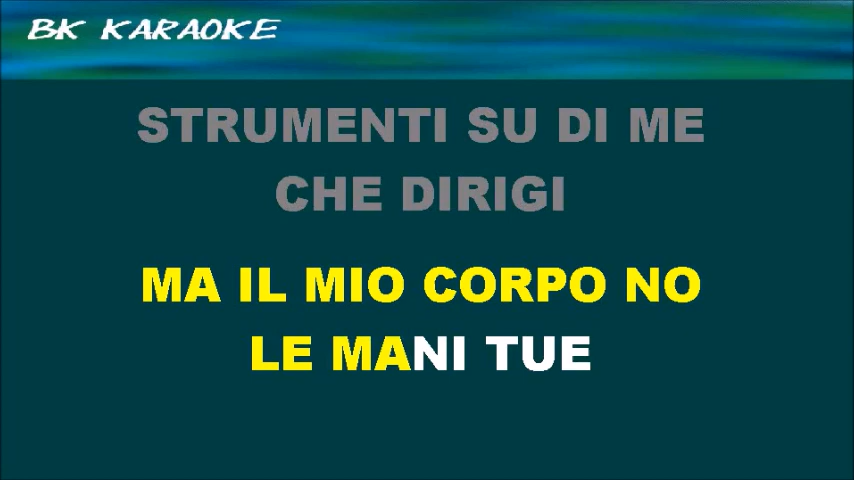 BK KARAOKE
STRUMENTI SU DI ME
CHE DIRIGI
MA IL MIO CORPO NO
LE MANI TUE